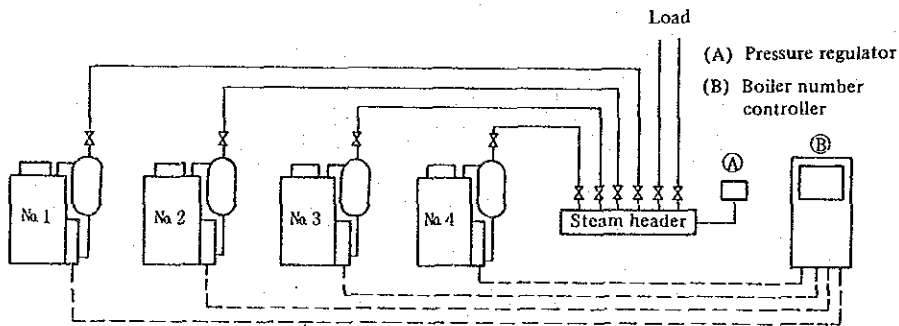 Load
(A) Pressure regulator
(B) Boiler number
controller
Ⓐ
Ⓑ
No. 1
No. 2
No. 3
No. 4
Steam header